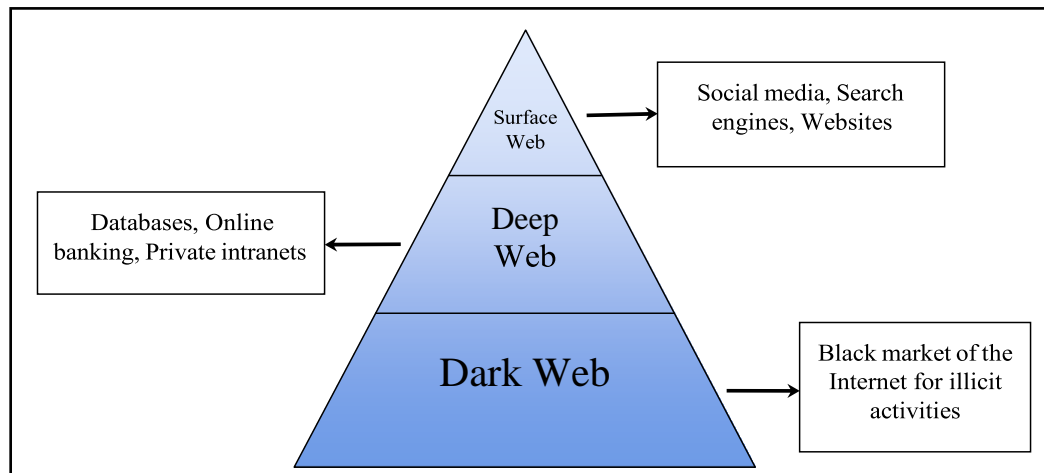 Surface
Web
Social media, Search
engines, Websites
Deep
Web
Databases, Online
banking, Private intranets
Dark Web
Black market of the
Internet for illicit
activities